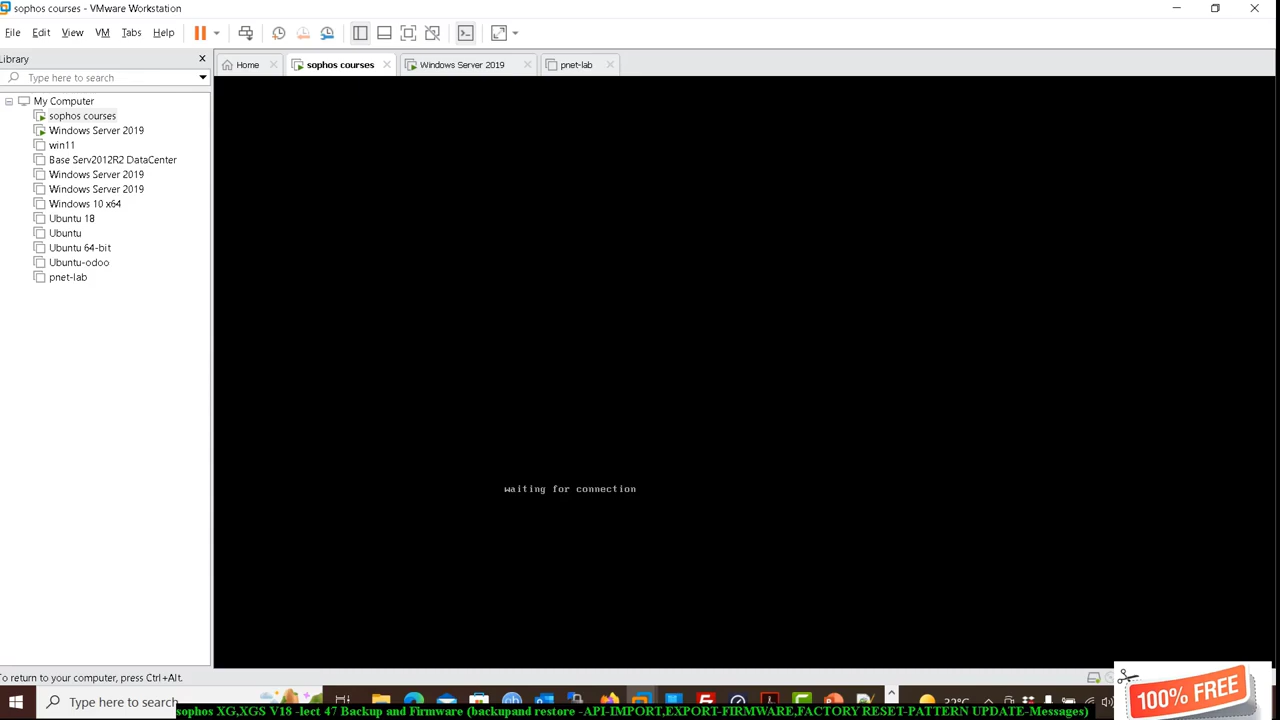 sophos courses - VMware Workstation
File Edit View VM Tabs Help
Library
Type here to search
Home
sophos courses
Windows Server 2019
pnet-lab
My Computer
sophos courses
Windows Server 2019
win11
Base Serv2012R2 DataCenter
Windows Server 2019
Windows Server 2019
Windows 10 x64
Ubuntu 18
Ubuntu
Ubuntu 64-bit
Ubuntu-odoo
pnet-lab
waiting for connection
To return to your computer, press Ctrl+Alt.
Type here to search
sophos XG,XGS V18 -lect 47 Backup and Firmware (backupand restore -API-IMPORT,EXPORT-FIRMWARE,FACTORY RESET-PATTERN UPDATE-Messages)
100% FREE